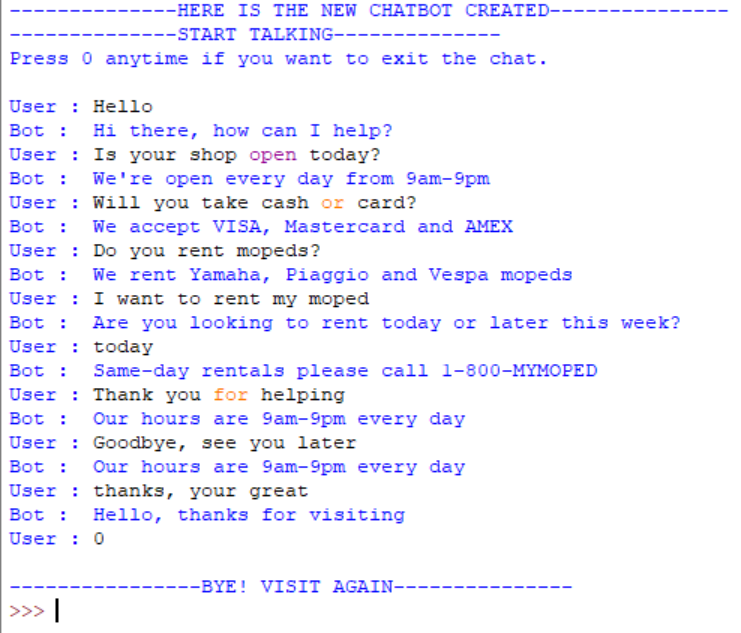 --------------HERE IS THE NEW CHATBOT CREATED---------------
--------------START TALKING--------------
Press 0 anytime if you want to exit the chat.
User : Hello
Bot :  Hi there, how can I help?
User : Is your shop open today?
Bot :  We're open every day from 9am-9pm
User : Will you take cash or card?
Bot :  We accept VISA, Mastercard and AMEX
User : Do you rent mopeds?
Bot :  We rent Yamaha, Piaggio and Vespa mopeds
User : I want to rent my moped
Bot :  Are you looking to rent today or later this week?
User : today
Bot :  Same-day rentals please call 1-800-MYMOPED
User : Thank you for helping
Bot :  Our hours are 9am-9pm every day
User : Goodbye, see you later
Bot :  Our hours are 9am-9pm every day
User : thanks, your great
Bot :  Hello, thanks for visiting
User : 0
----------------BYE! VISIT AGAIN---------------
>>>